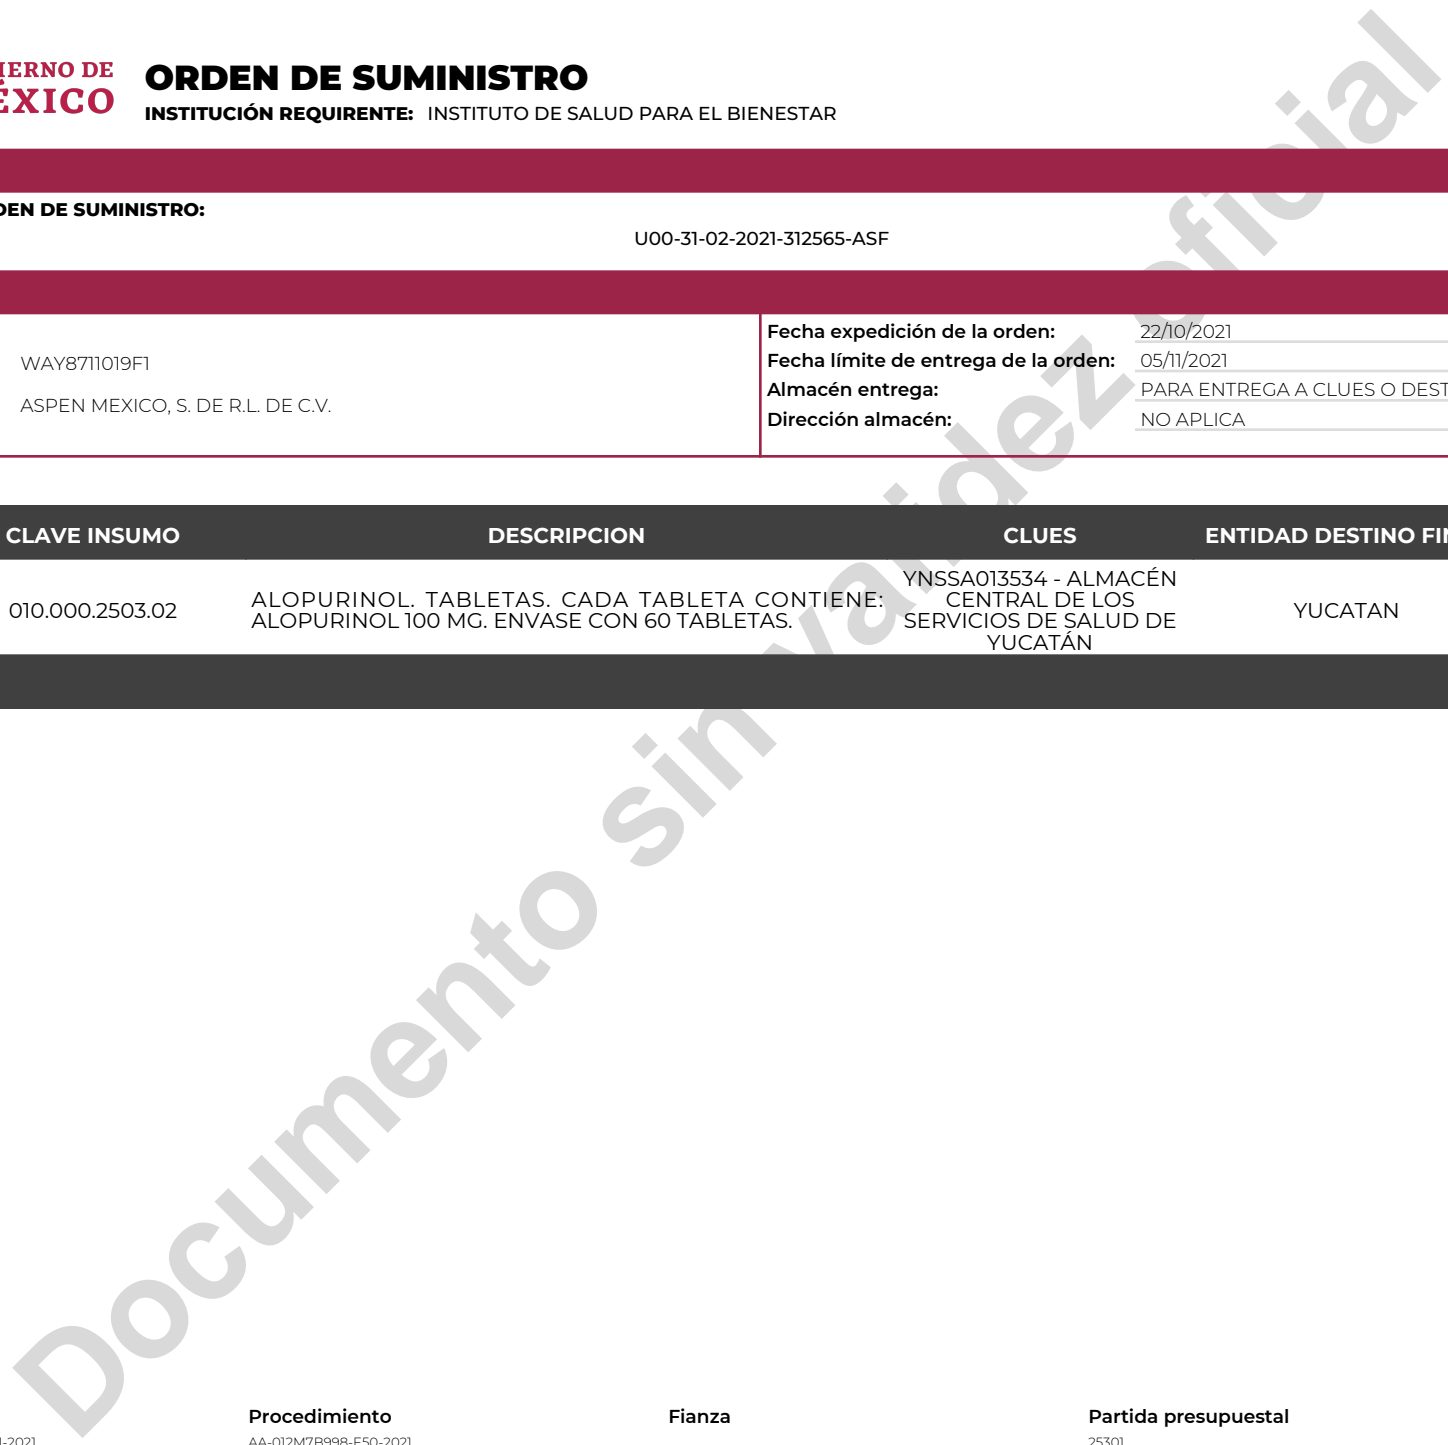 IERNO DE
ÉXICO
ORDEN DE SUMINISTRO
INSTITUCIÓN REQUIRENTE: INSTITUTO DE SALUD PARA EL BIENESTAR
DEN DE SUMINISTRO:
U00-31-02-2021-312565-ASF
WAY8711019F1
ASPEN MEXICO, S. DE R.L. DE C.V.
Fecha expedición de la orden: 22/10/2021
Fecha límite de entrega de la orden: 05/11/2021
Almacén entrega: PARA ENTREGA A CLUES O DEST
Dirección almacén: NO APLICA
CLAVE INSUMO DESCRIPCION CLUES ENTIDAD DESTINO FIN
010.000.2503.02
ALOPURINOL. TABLETAS. CADA TABLETA CONTIENE:
ALOPURINOL 100 MG. ENVASE CON 60 TABLETAS.
YNSSA013534 - ALMACÉN
CENTRAL DE LOS
SERVICIOS DE SALUD DE
YUCATÁN
YUCATAN
Documento sin validez oficial
Procedimiento Fianza Partida presupuestal
-2021 AA-012M7B998-E50-2021 25301